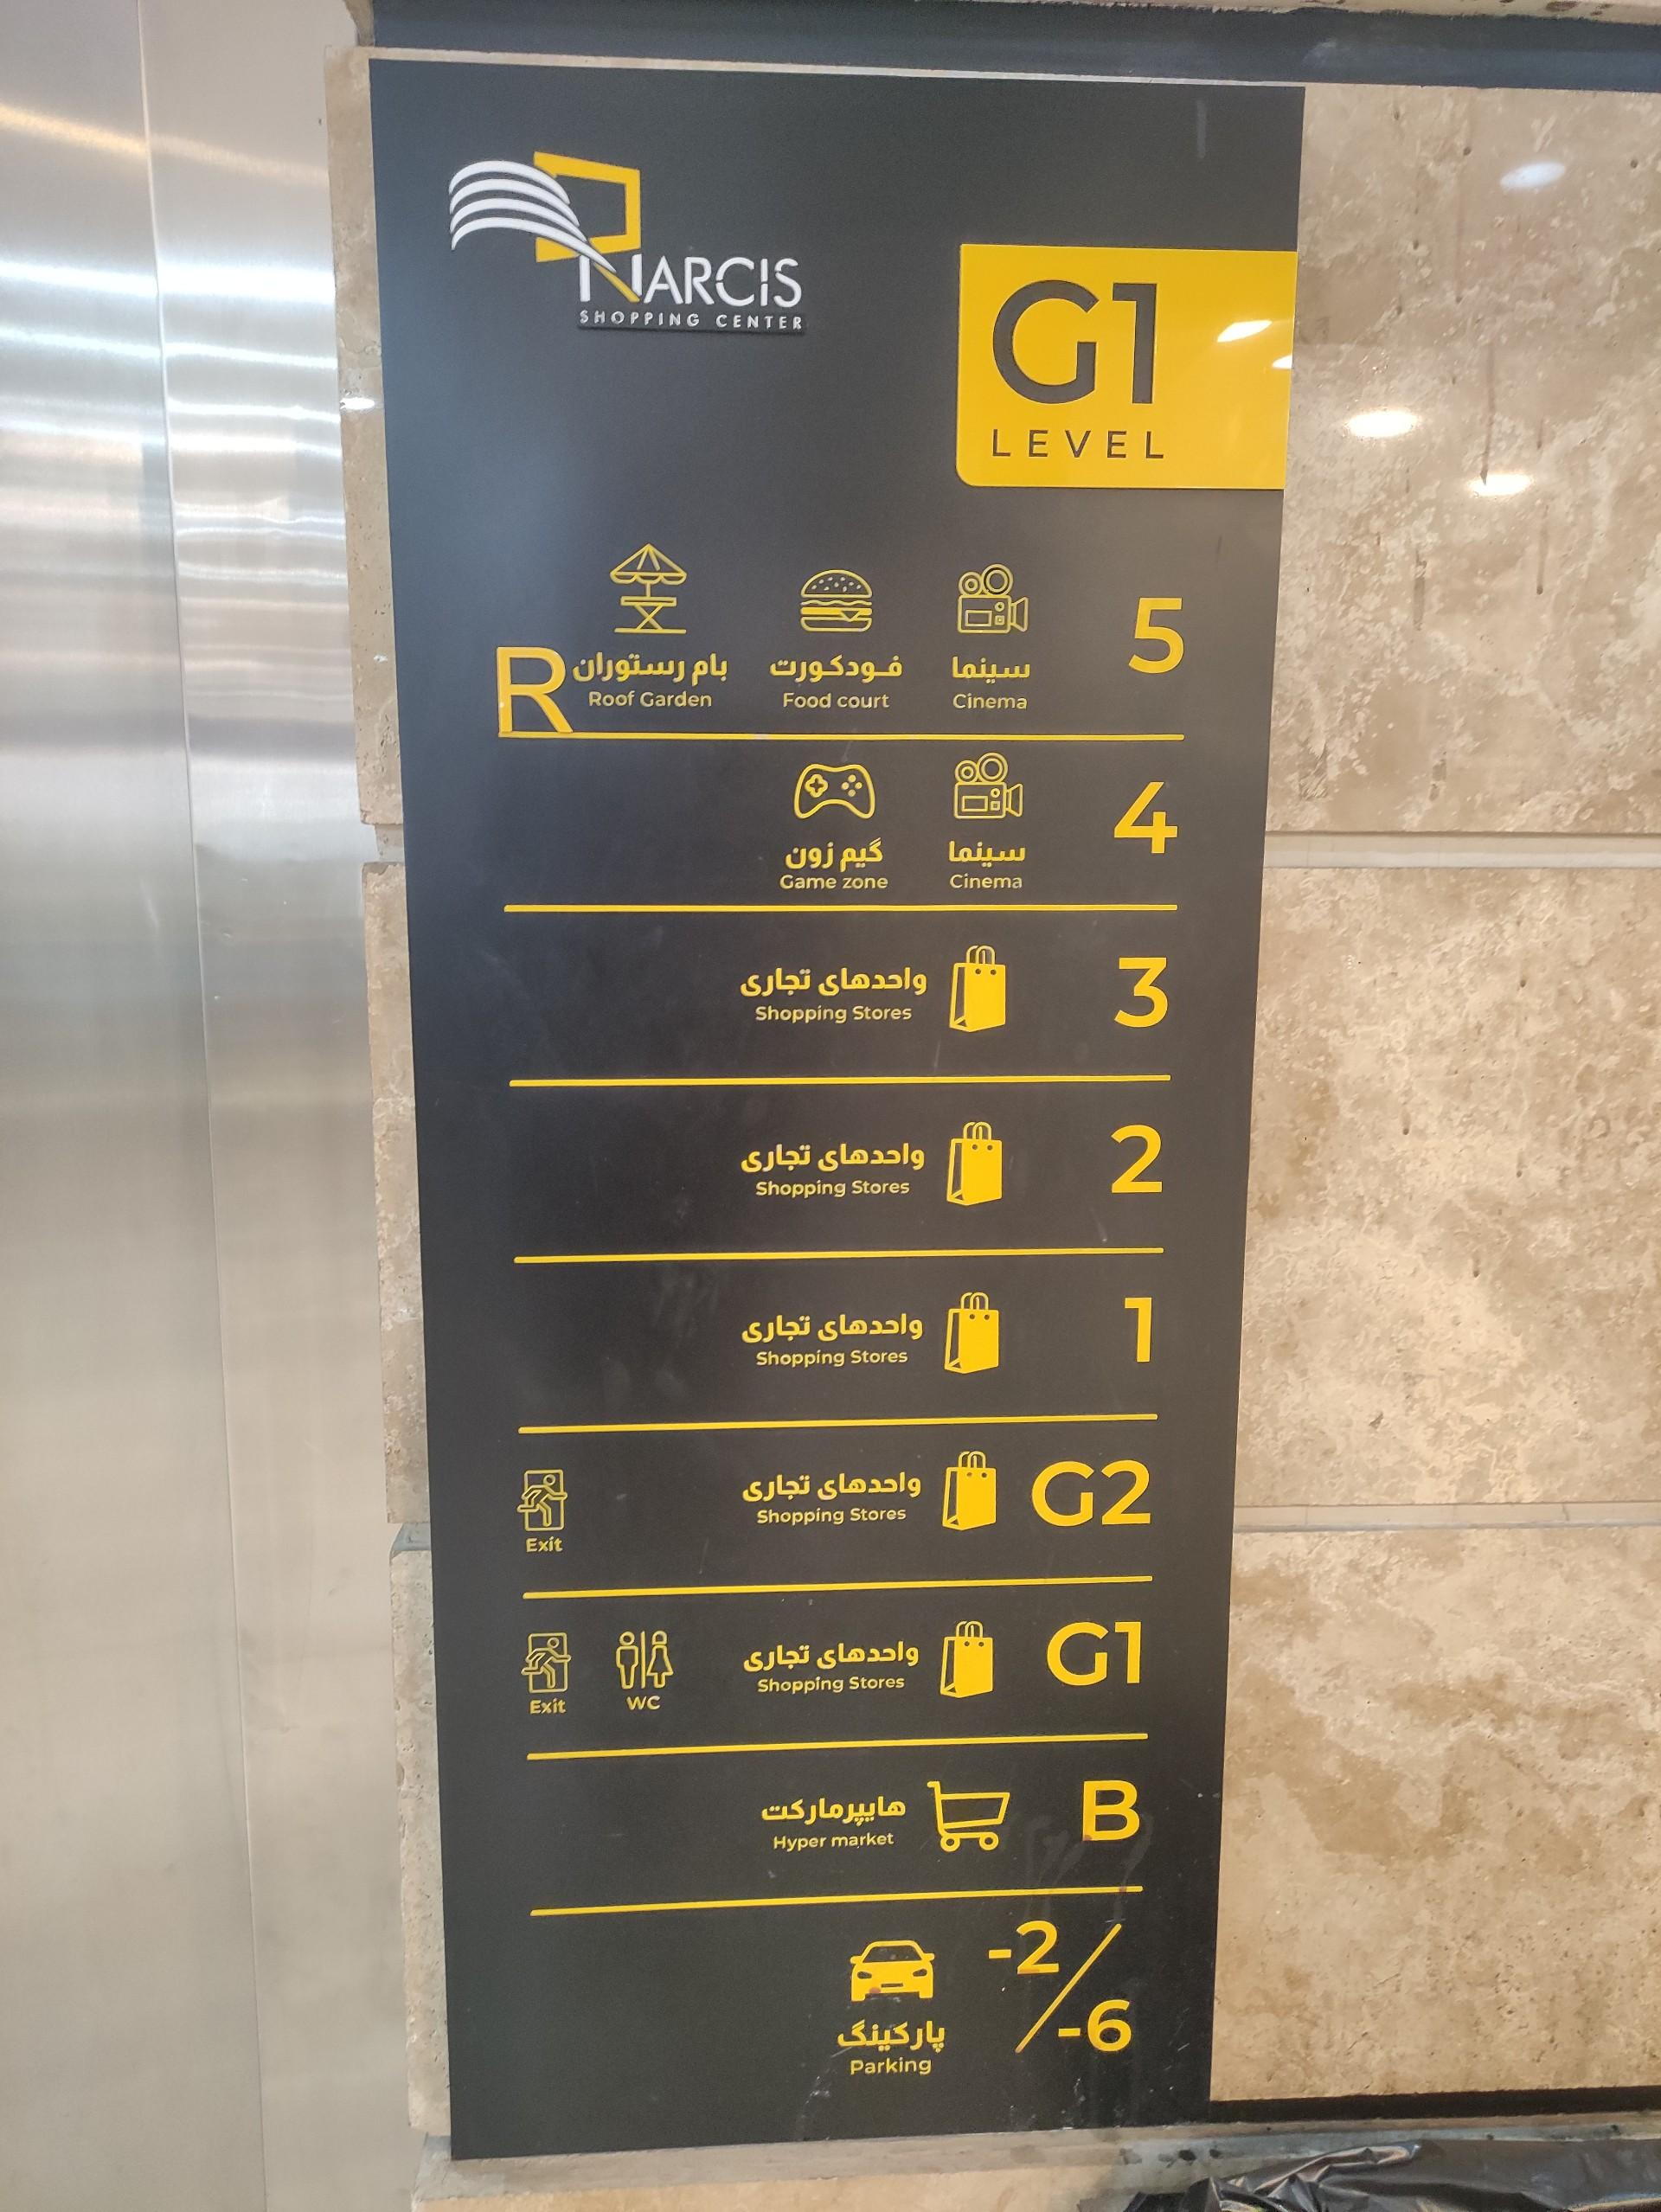 NARCIS
SHOPPING CENTER
G1
LEVEL
5
سینما
Cinema
فودکورت
Food court
بام رستوران
Roof Garden
R
4
سینما
Cinema
گیم زون
Game zone
3
واحدهای تجاری
Shopping Stores
2
واحدهای تجاری
Shopping Stores
1
واحدهای تجاری
Shopping Stores
G2
واحدهای تجاری
Shopping Stores
Exit
G1
واحدهای تجاری
Shopping Stores
WC
Exit
B
هایپرمارکت
Hyper market
-2/-6
پارکینگ
Parking